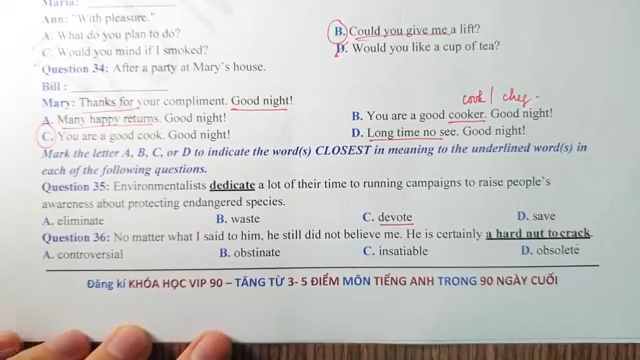 Maria:
Ann: "With pleasure."
A. What do you plan to do? B. Could you give me a lift?
C. Would you mind if I smoked? D. Would you like a cup of tea?
Question 34: After a party at Mary's house.
Bill :
cook / chef.
Mary: Thanks for your compliment. Good night!
A. Many happy returns. Good night! B. You are a good cooker. Good night!
C. You are a good cook. Good night! D. Long time no see. Good night!
Mark the letter A, B, C, or D to indicate the word(s) CLOSEST in meaning to the underlined word(s) in
each of the following questions.
Question 35: Environmentalists dedicate a lot of their time to running campaigns to raise people's
awareness about protecting endangered species.
A. eliminate B. waste C. devote D. save
Question 36: No matter what I said to him, he still did not believe me. He is certainly a hard nut to crack.
A. controversial B. obstinate C. insatiable D. obsolete
Đăng kí KHÓA HỌC VIP 90 – TĂNG TỪ 3- 5 ĐIỂM MÔN TIẾNG ANH TRONG 90 NGÀY CUỐI